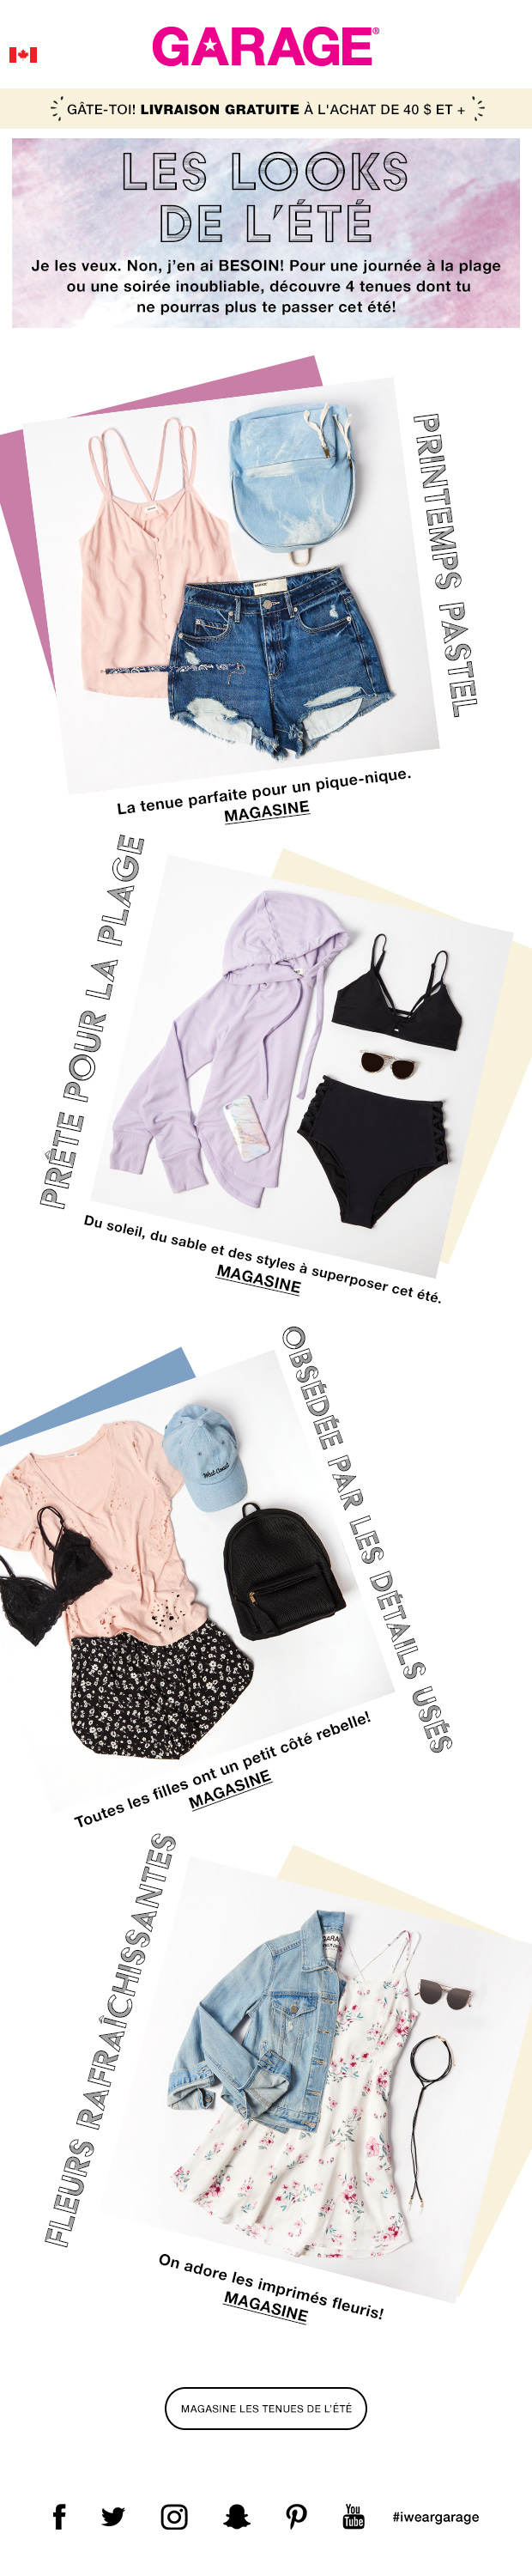 GARAGE®
GÂTE-TOI! LIVRAISON GRATUITE À L'ACHAT DE 40 $ ET +
LES LOOKS
DE L'ÉTÉ
Je les veux. Non, j'en ai BESOIN! Pour une journée à la plage
ou une soirée inoubliable, découvre 4 tenues dont tu
ne pourras plus te passer cet été!
PRINTEMPS PASTEL
La tenue parfaite pour un pique-nique.
MAGASINE
PRÊTE POUR LA PLAGE
Du soleil, du sable et des styles à superposer cet été.
MAGASINE
OBSÉDÉE PAR LES DÉTAILS USÉS
Toutes les filles ont un petit côté rebelle!
MAGASINE
FLEURS RAFRAÎCHISSANTES
On adore les imprimés fleuris!
MAGASINE
MAGASINE LES TENUES DE L'ÉTÉ
You
Tube
#iweargarage